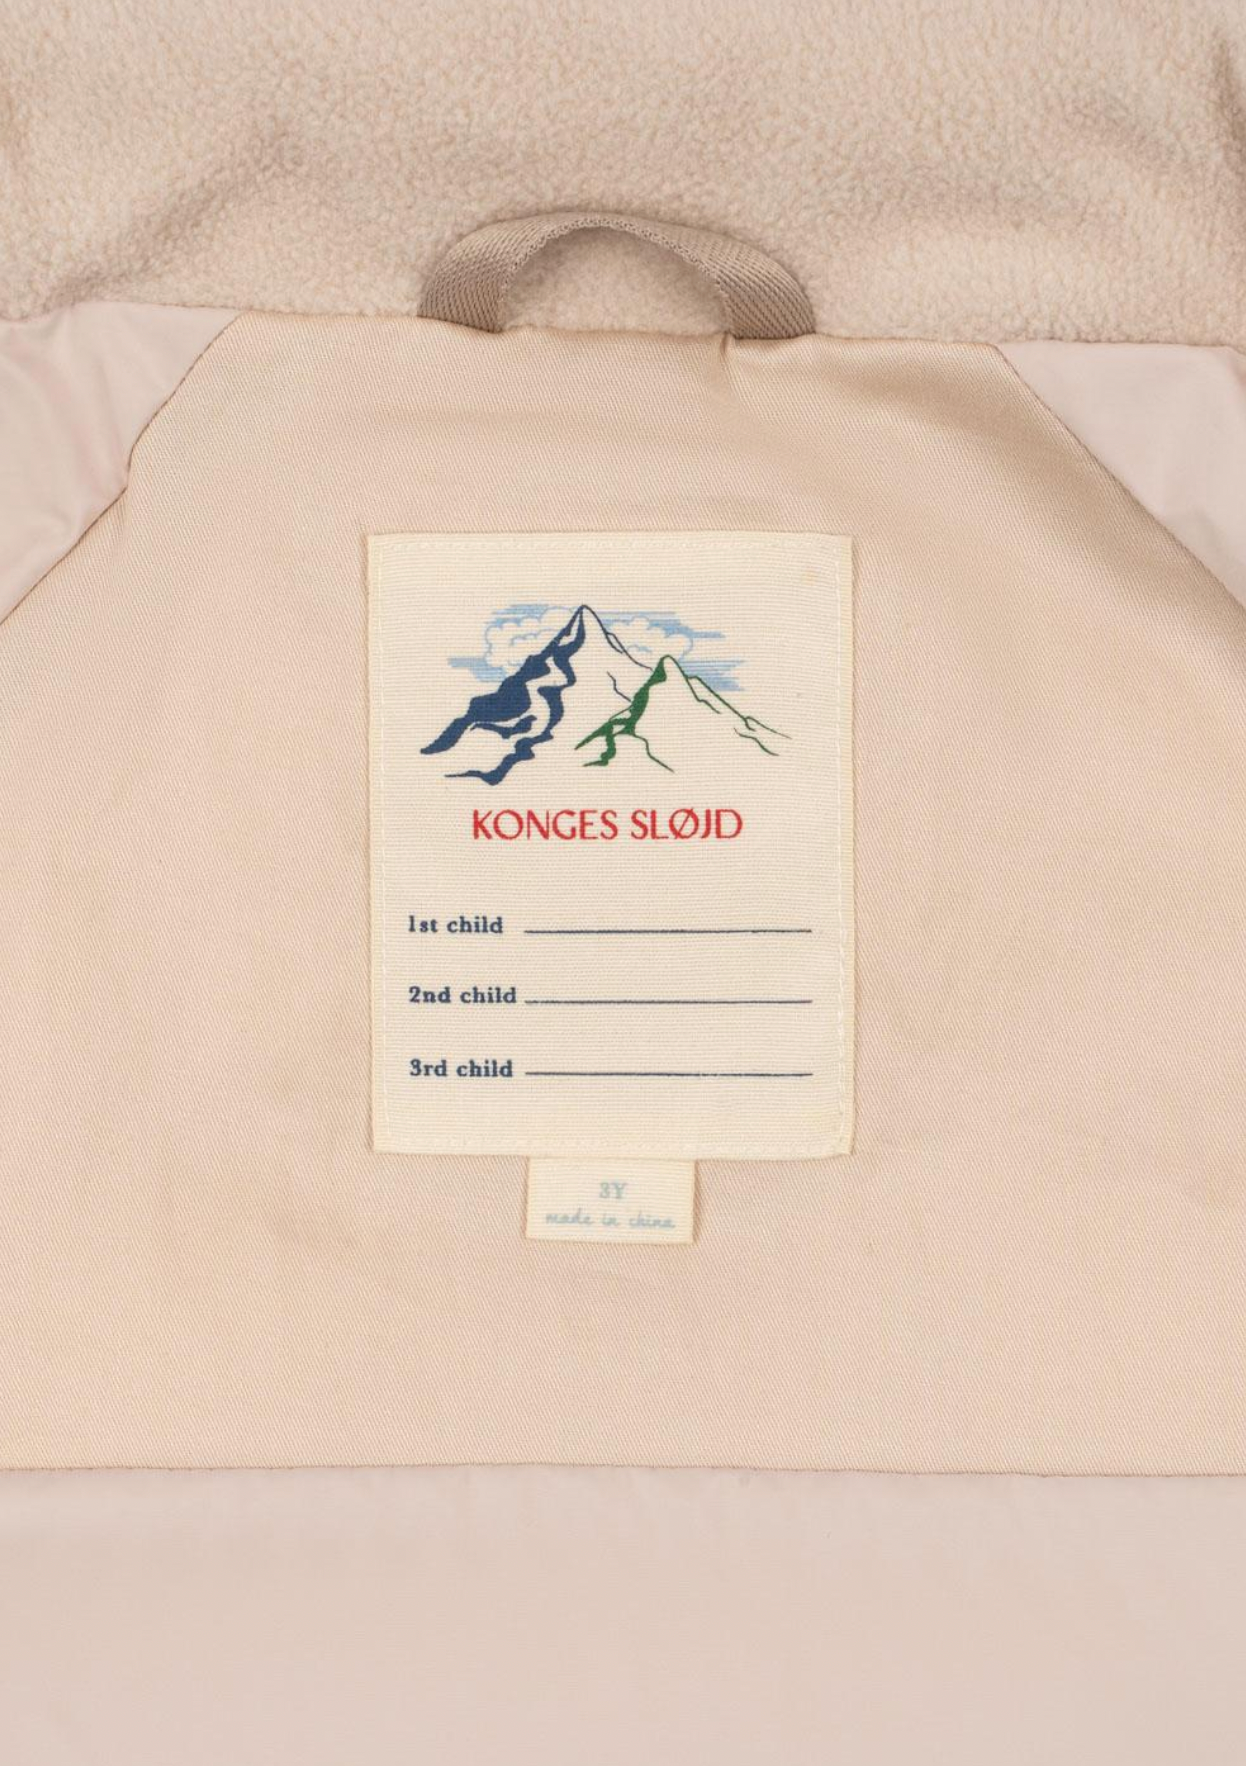 KONGES SLØJD
1st child
2nd child
3rd child
3Y
made in china